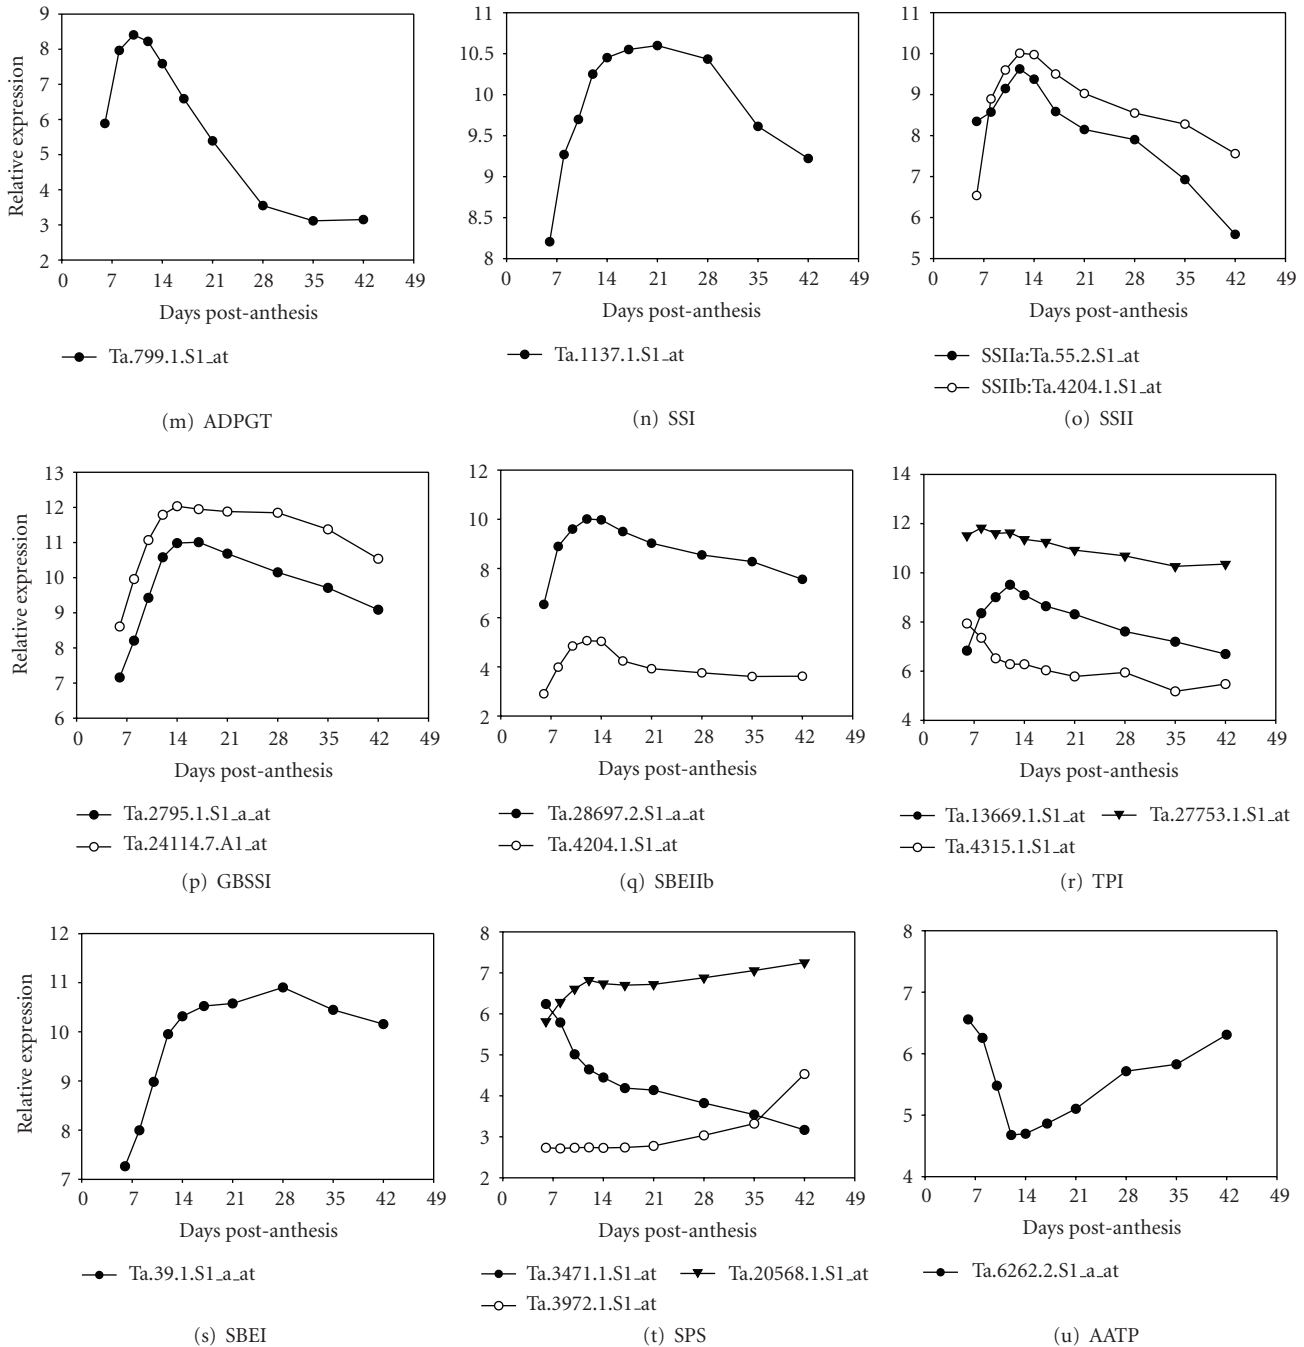 Relative expression
9
8
7
6
5
4
3
2
0 7 14 21 28 35 42 49
Days post-anthesis
Ta.799.1.S1_at
(m) ADPGT
11
10.5
10
9.5
9
8.5
8
0 7 14 21 28 35 42 49
Days post-anthesis
Ta.1137.1.S1_at
(n) SSI
11
10
9
8
7
6
5
0 7 14 21 28 35 42 49
Days post-anthesis
SSIIa:Ta.55.2.S1_at
SSIIb:Ta.4204.1.S1_at
(o) SSII
Relative expression
13
12
11
10
9
8
7
6
7 14 21 28 35 42 49
Days post-anthesis
Ta.2795.1.S1_a_at
Ta.24114.7.A1_at
(p) GBSSI
12
10
8
6
4
2
0 7 14 21 28 35 42 49
Days post-anthesis
Ta.28697.2.S1_a_at
Ta.4204.1.S1_at
(q) SBEIIb
14
12
10
8
6
4
0 7 14 21 28 35 42 49
Days post-anthesis
Ta.13669.1.S1_at Ta.27753.1.S1_at
Ta.4315.1.S1_at
(r) TPI
Relative expression
12
11
10
9
8
7
0 7 14 21 28 35 42 49
Days post-anthesis
Ta.39.1.S1_a_at
(s) SBEI
8
7
6
5
4
3
2
0 7 14 21 28 35 42 49
Days post-anthesis
Ta.3471.1.S1_at Ta.20568.1.S1_at
Ta.3972.1.S1_at
(t) SPS
8
7
6
5
4
0 7 14 21 28 35 42 49
Days post-anthesis
Ta.6262.2.S1_a_at
(u) AATP